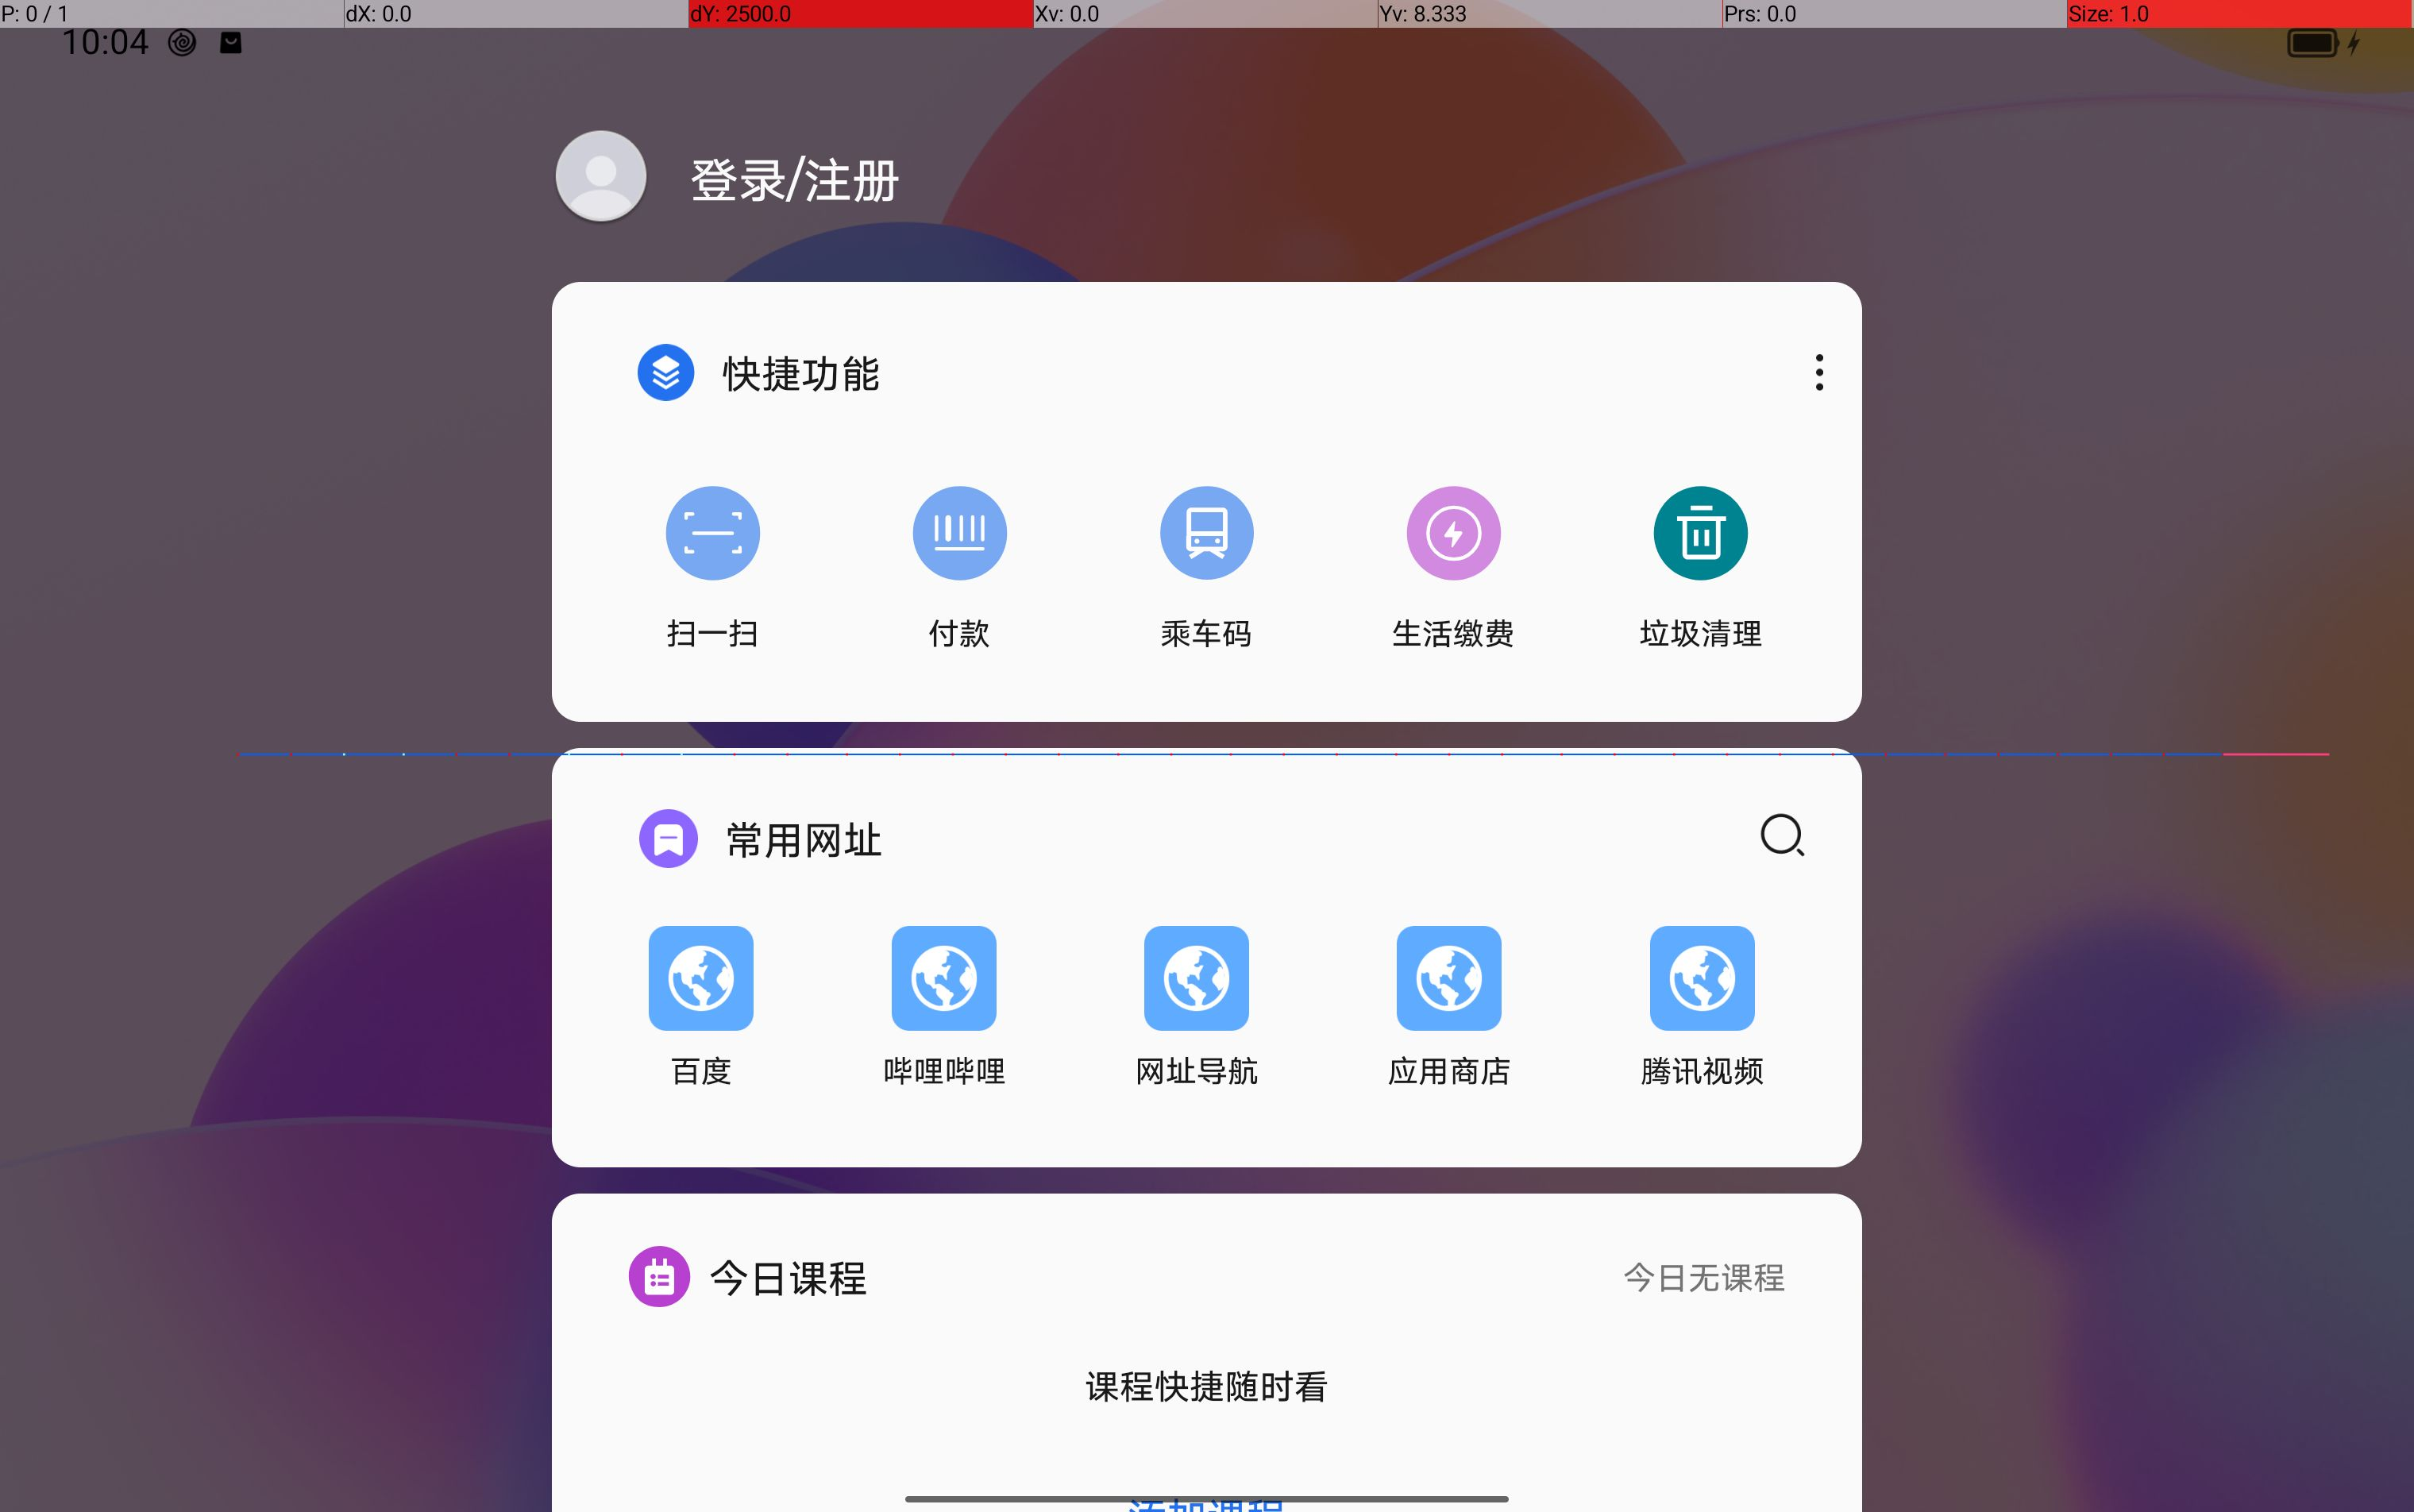 P: 0 / 1 dX: 0.0 dY: 2500.0 Xv: 0.0 Yv: 8.333 Prs: 0.0 Size: 1.0
10:04
登录/注册
快捷功能
扫一扫 付款 乘车码 生活缴费 垃圾清理
常用网址
百度 哔哩哔哩 网址导航 应用商店 腾讯视频
今日课程 今日无课程
课程快捷随时看
添加课程